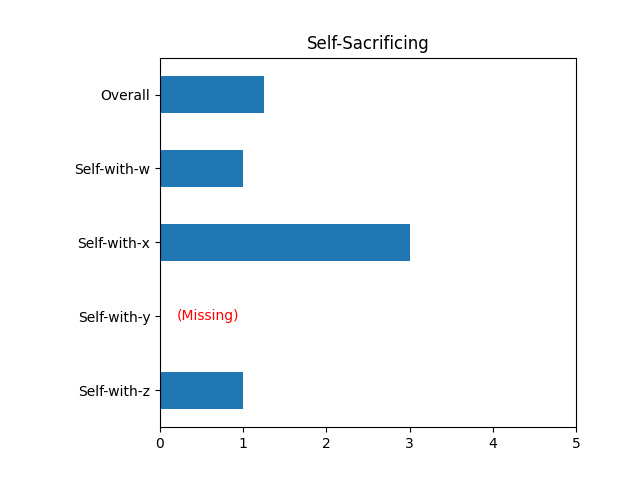 Self-Sacrificing
Overall
Self-with-w
Self-with-x
Self-with-y
(Missing)
Self-with-z
0 1 2 3 4 5